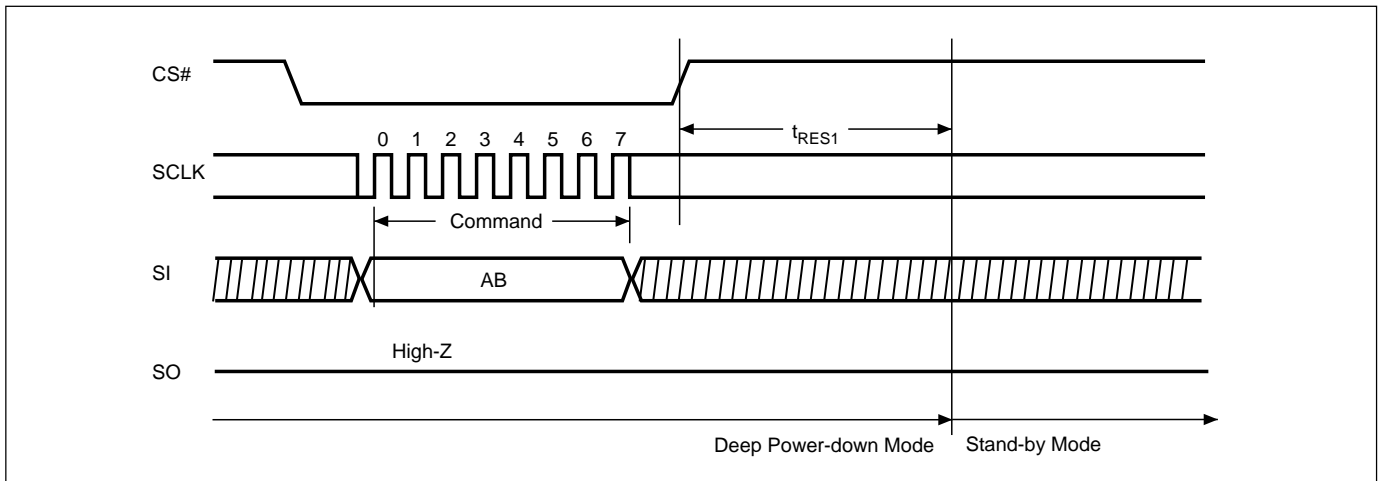 CS#
t_RES1
0 1 2 3 4 5 6 7
SCLK
Command
SI
AB
High-Z
SO
Deep Power-down Mode Stand-by Mode